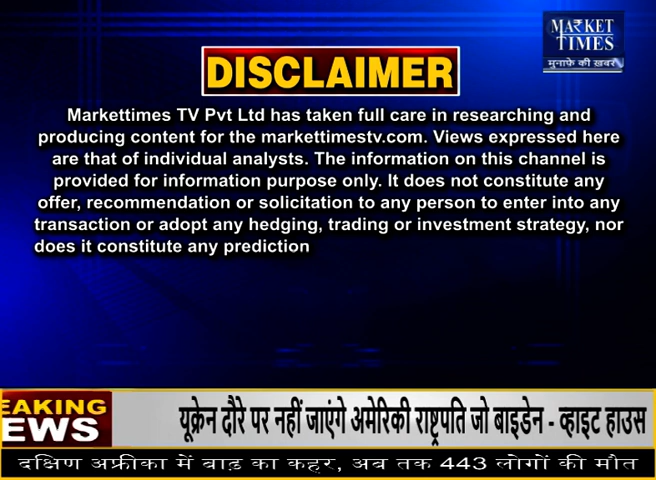 MARKET
TIMES
मुनाफे की ख़बर
DISCLAIMER
Markettimes TV Pvt Ltd has taken full care in researching and
producing content for the markettimestv.com. Views expressed here
are that of individual analysts. The information on this channel is
provided for information purpose only. It does not constitute any
offer, recommendation or solicitation to any person to enter into any
transaction or adopt any hedging, trading or investment strategy, nor
does it constitute any prediction
EAKING
EWS
यूक्रेन दौरे पर नहीं जाएंगे अमेरिकी राष्ट्रपति जो बाइडेन - व्हाइट हाउस
दक्षिण अफ्रीका में बाढ़ का कहर, अब तक 443 लोगों की मौत